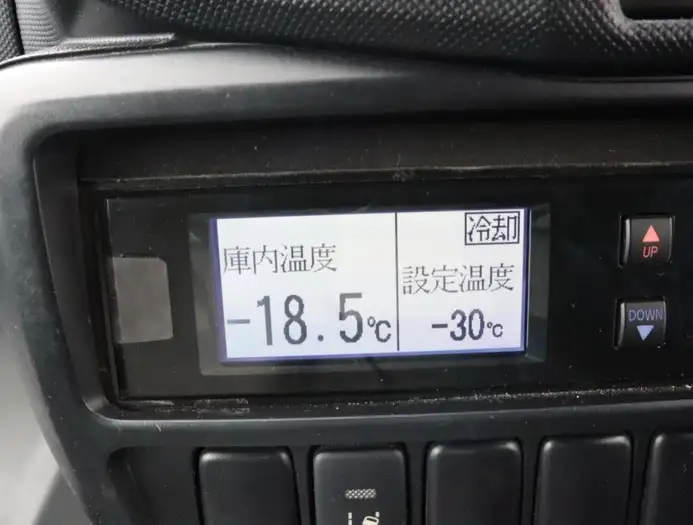 冷却
庫内温度
設定温度
-18.5℃
-30℃
UP
DOWN